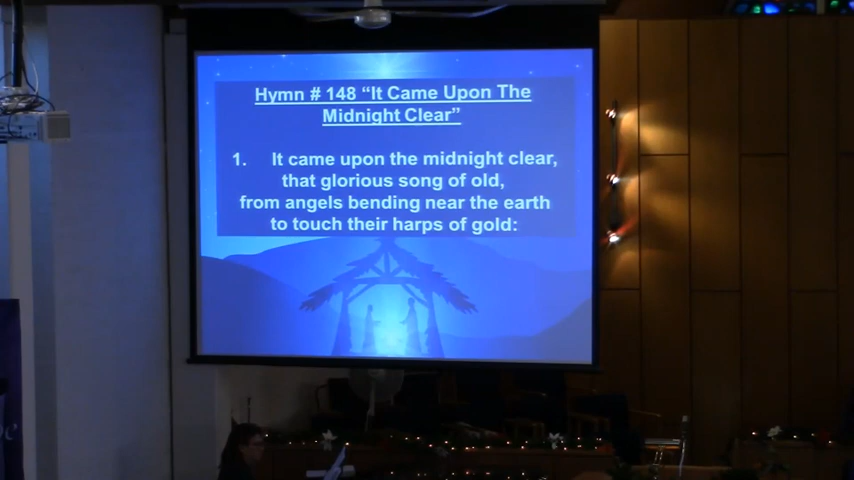 Hymn # 148 “It Came Upon The
Midnight Clear”
1. It came upon the midnight clear,
that glorious song of old,
from angels bending near the earth
to touch their harps of gold: